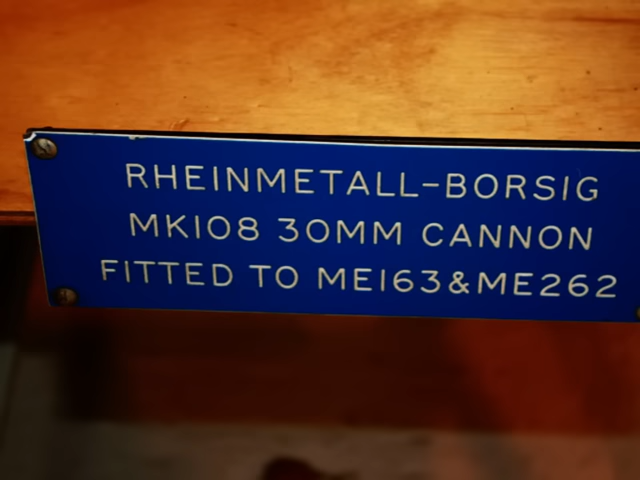 RHEINMETALL-BORSIG
MK108 30MM CANNON
FITTED TO ME163&ME262